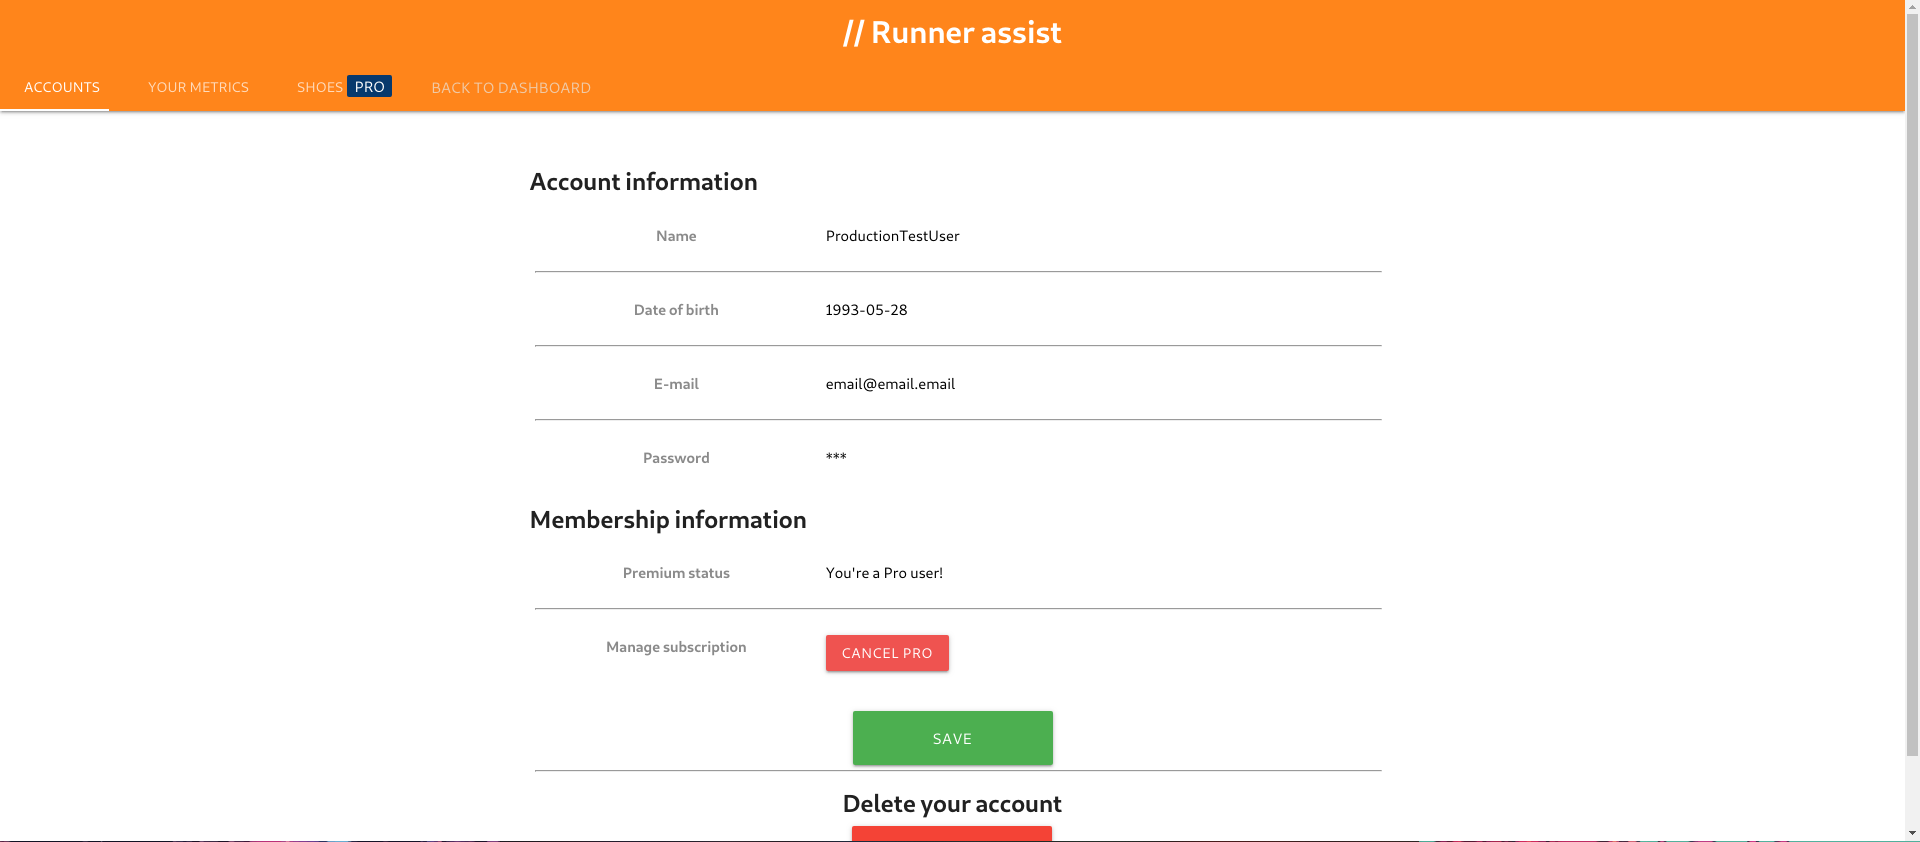 // Runner assist
ACCOUNTS YOUR METRICS SHOES PRO BACK TO DASHBOARD
Account information
Name ProductionTestUser
Date of birth 1993-05-28
E-mail email@email.email
Password ***
Membership information
Premium status You're a Pro user!
Manage subscription CANCEL PRO
SAVE
Delete your account